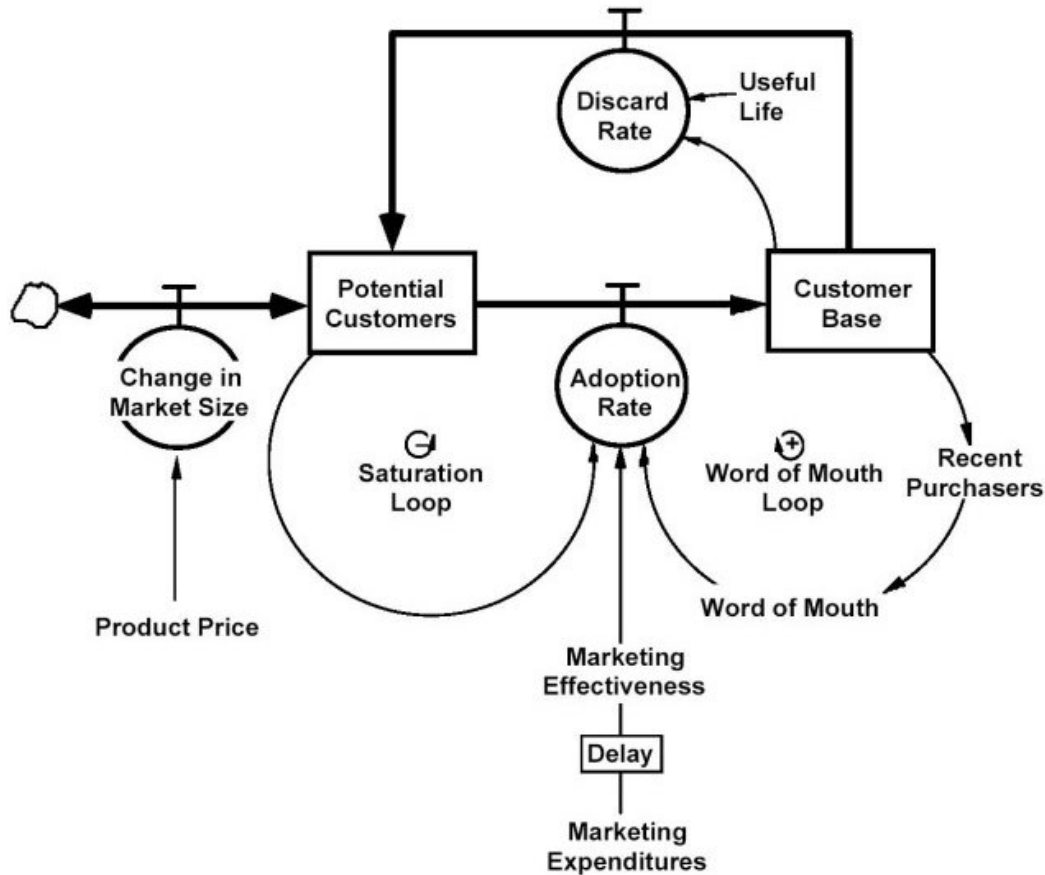 Discard
Rate
Useful
Life
Potential
Customers
Customer
Base
Change in
Market Size
Adoption
Rate
Saturation
Loop
+
Word of Mouth
Loop
Recent
Purchasers
Product Price
Word of Mouth
Marketing
Effectiveness
Delay
Marketing
Expenditures